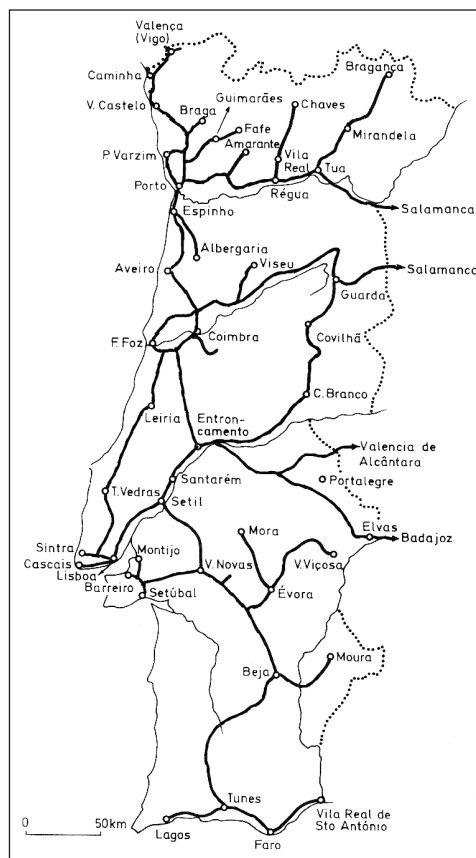 Valença
(Vigo)
Bragança
Caminha
Guimarães
V. Castelo
Braga
Chaves
Fafe
Amarante
Mirandela
P. Varzim
Vila
Real
Tua
Porto
Régua
Salamanca
Espinho
Albergaria
Viseu
Aveiro
Salamanca
Guarda
Coimbra
Covilhã
F. Foz
C. Branco
Leiria
Entron-
camento
Valencia de
Alcântara
Santarém
Portalegre
T. Vedras
Setil
Mora
Elvas
Badajoz
Sintra
Montijo
Cascais
V. Novas
V. Viçosa
Lisboa
Barreiro
Setúbal
Évora
Beja
Moura
Tunes
0 50km
Vila Real de
Sto António
Lagos
Faro